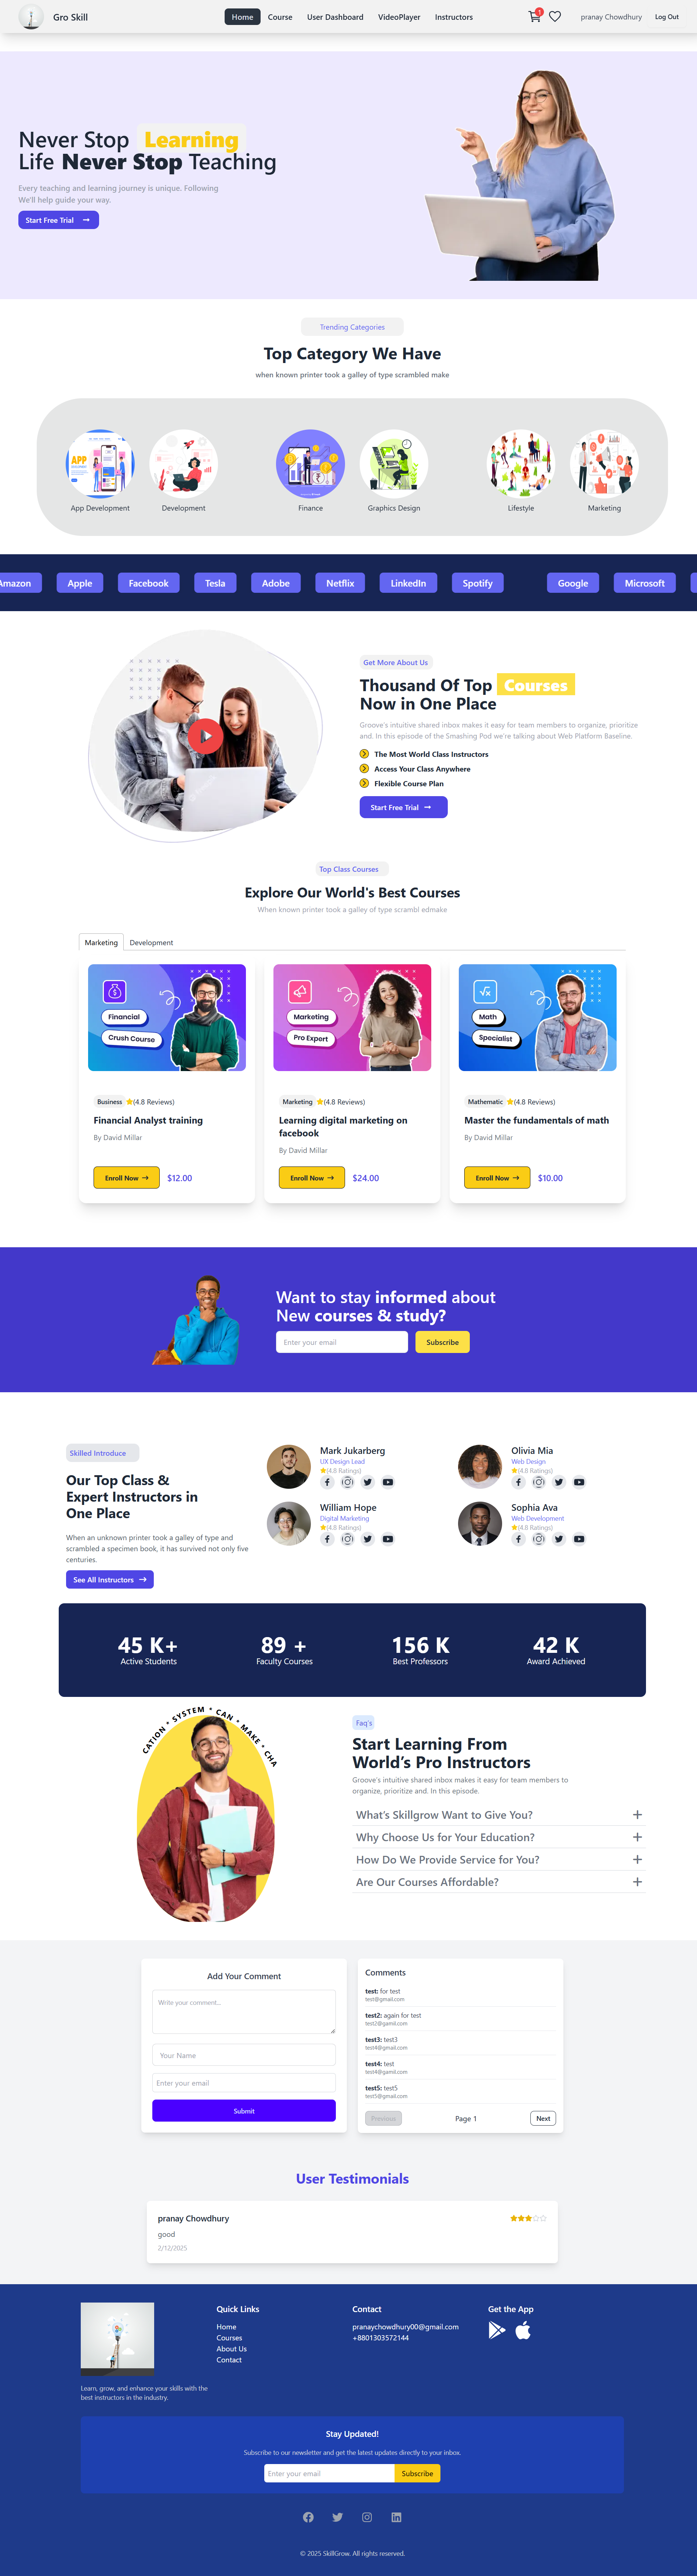 Gro Skill
Home Course User Dashboard VideoPlayer Instructors
1
pranay Chowdhury Log Out
Never Stop Learning
Life Never Stop Teaching
Every teaching and learning journey is unique. Following
We'll help guide your way.
Start Free Trial →
Trending Categories
Top Category We Have
when known printer took a galley of type scrambled make
APP
App Development Development Finance Graphics Design Lifestyle Marketing
Amazon Apple Facebook Tesla Adobe Netflix LinkedIn Spotify Google Microsoft
Get More About Us
Thousand Of Top Courses
Now in One Place
Groove's intuitive shared inbox makes it easy for team members to organize, prioritize
and. In this episode of the Smashing Pod we're talking about Web Platform Baseline.
The Most World Class Instructors
Access Your Class Anywhere
Flexible Course Plan
Start Free Trial →
Top Class Courses
Explore Our World's Best Courses
When known printer took a galley of type scrambl edmake
Marketing Development
Financial
Crush Course
Business (4.8 Reviews)
Financial Analyst training
By David Millar
Enroll Now → $12.00
Marketing
Pro Expert
Marketing (4.8 Reviews)
Learning digital marketing on
facebook
By David Millar
Enroll Now → $24.00
Math
Specialist
Mathematic (4.8 Reviews)
Master the fundamentals of math
By David Millar
Enroll Now → $10.00
Want to stay informed about
New courses & study?
Enter your email
Subscribe
Skilled Introduce
Our Top Class &
Expert Instructors in
One Place
When an unknown printer took a galley of type and
scrambled a specimen book, it has survived not only five
centuries.
See All Instructors →
Mark Jukarberg
UX Design Lead
(4.8 Ratings)
Olivia Mia
Web Design
(4.8 Ratings)
William Hope
Digital Marketing
(4.8 Ratings)
Sophia Ava
Web Development
(4.8 Ratings)
45 K+
Active Students
89 +
Faculty Courses
156 K
Best Professors
42 K
Award Achieved
CATION • SYSTEM • CAN • MAKE • CHA
Faq's
Start Learning From
World’s Pro Instructors
Groove's intuitive shared inbox makes it easy for team members to
organize, prioritize and. In this episode.
What’s Skillgrow Want to Give You?
Why Choose Us for Your Education?
How Do We Provide Service for You?
Are Our Courses Affordable?
Add Your Comment
Write your comment...
Your Name
Enter your email
Submit
Comments
test: for test
test@gmail.com
test2: again for test
test2@gamil.com
test3: test3
test4@gmail.com
test4: test
test4@gamil.com
test5: test5
test5@gmail.com
Previous Page 1 Next
User Testimonials
pranay Chowdhury
good
2/12/2025
Learn, grow, and enhance your skills with the
best instructors in the industry.
Quick Links
Home
Courses
About Us
Contact
Contact
pranaychowdhury00@gmail.com
+8801303572144
Get the App
Stay Updated!
Subscribe to our newsletter and get the latest updates directly to your inbox.
Enter your email
Subscribe
© 2025 SkillGrow. All rights reserved.